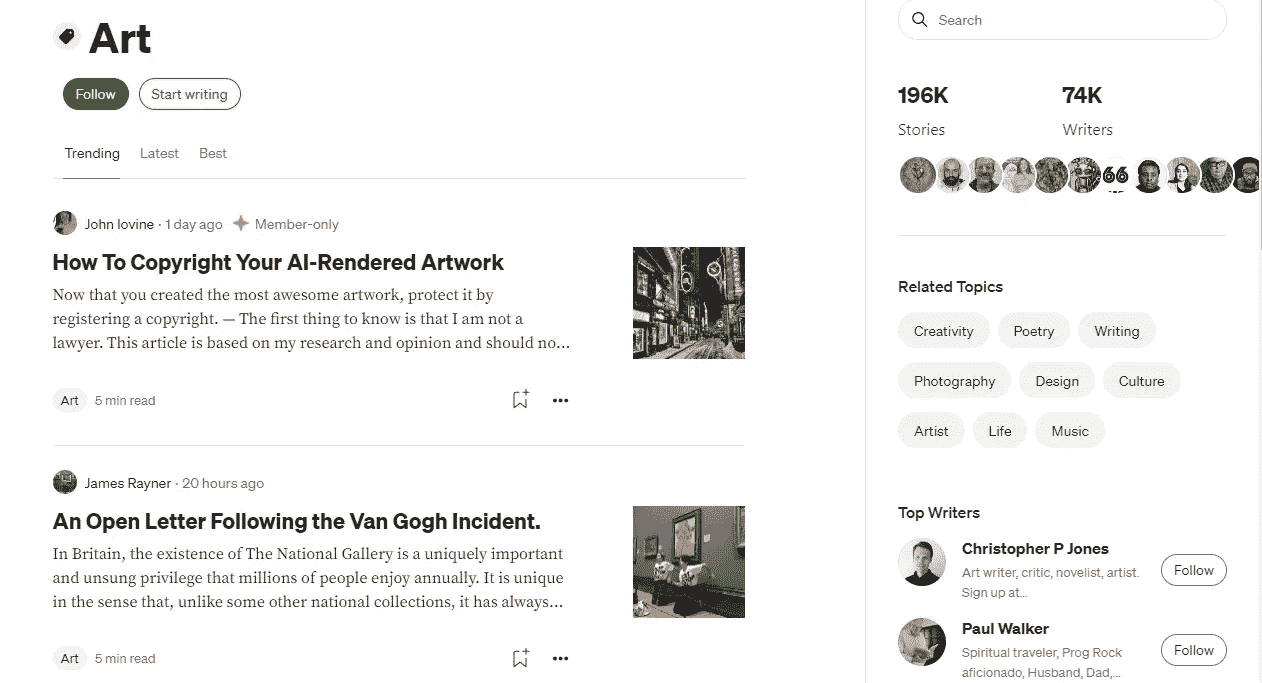 Art
Follow
Start writing
Trending
Latest
Best
John Iovine · 1 day ago
Member-only
How To Copyright Your AI-Rendered Artwork
Now that you created the most awesome artwork, protect it by
registering a copyright. — The first thing to know is that I am not a
lawyer. This article is based on my research and opinion and should no...
Art
5 min read
James Rayner · 20 hours ago
An Open Letter Following the Van Gogh Incident.
In Britain, the existence of The National Gallery is a uniquely important
and unsung privilege that millions of people enjoy annually. It is unique
in the sense that, unlike some other national collections, it has always...
Art
5 min read
Search
196K
74K
Stories
Writers
66
Related Topics
Creativity
Poetry
Writing
Photography
Design
Culture
Artist
Life
Music
Top Writers
Christopher P Jones
Art writer, critic, novelist, artist.
Sign up at...
Follow
Paul Walker
Spiritual traveler, Prog Rock
aficionado, Husband, Dad,...
Follow